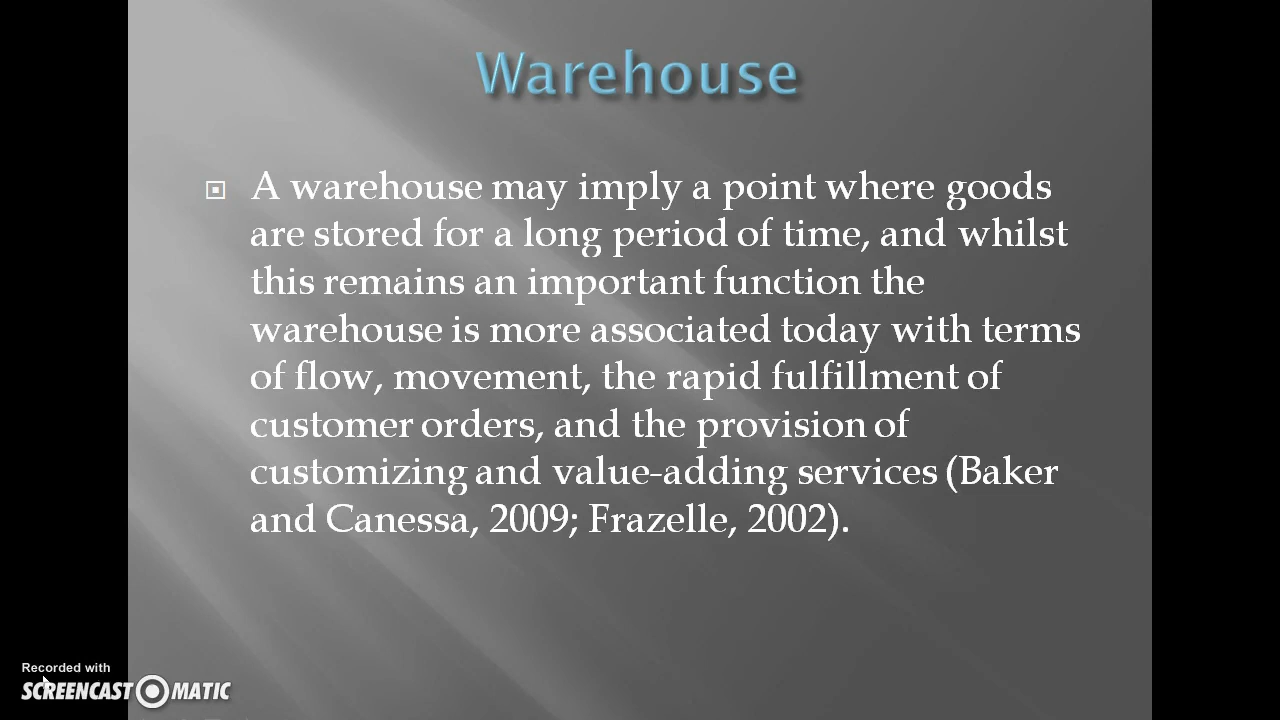 Warehouse
A warehouse may imply a point where goods
are stored for a long period of time, and whilst
this remains an important function the
warehouse is more associated today with terms
of flow, movement, the rapid fulfillment of
customer orders, and the provision of
customizing and value-adding services (Baker
and Canessa, 2009; Frazelle, 2002).
Recorded with
SCREENCAST MATIC